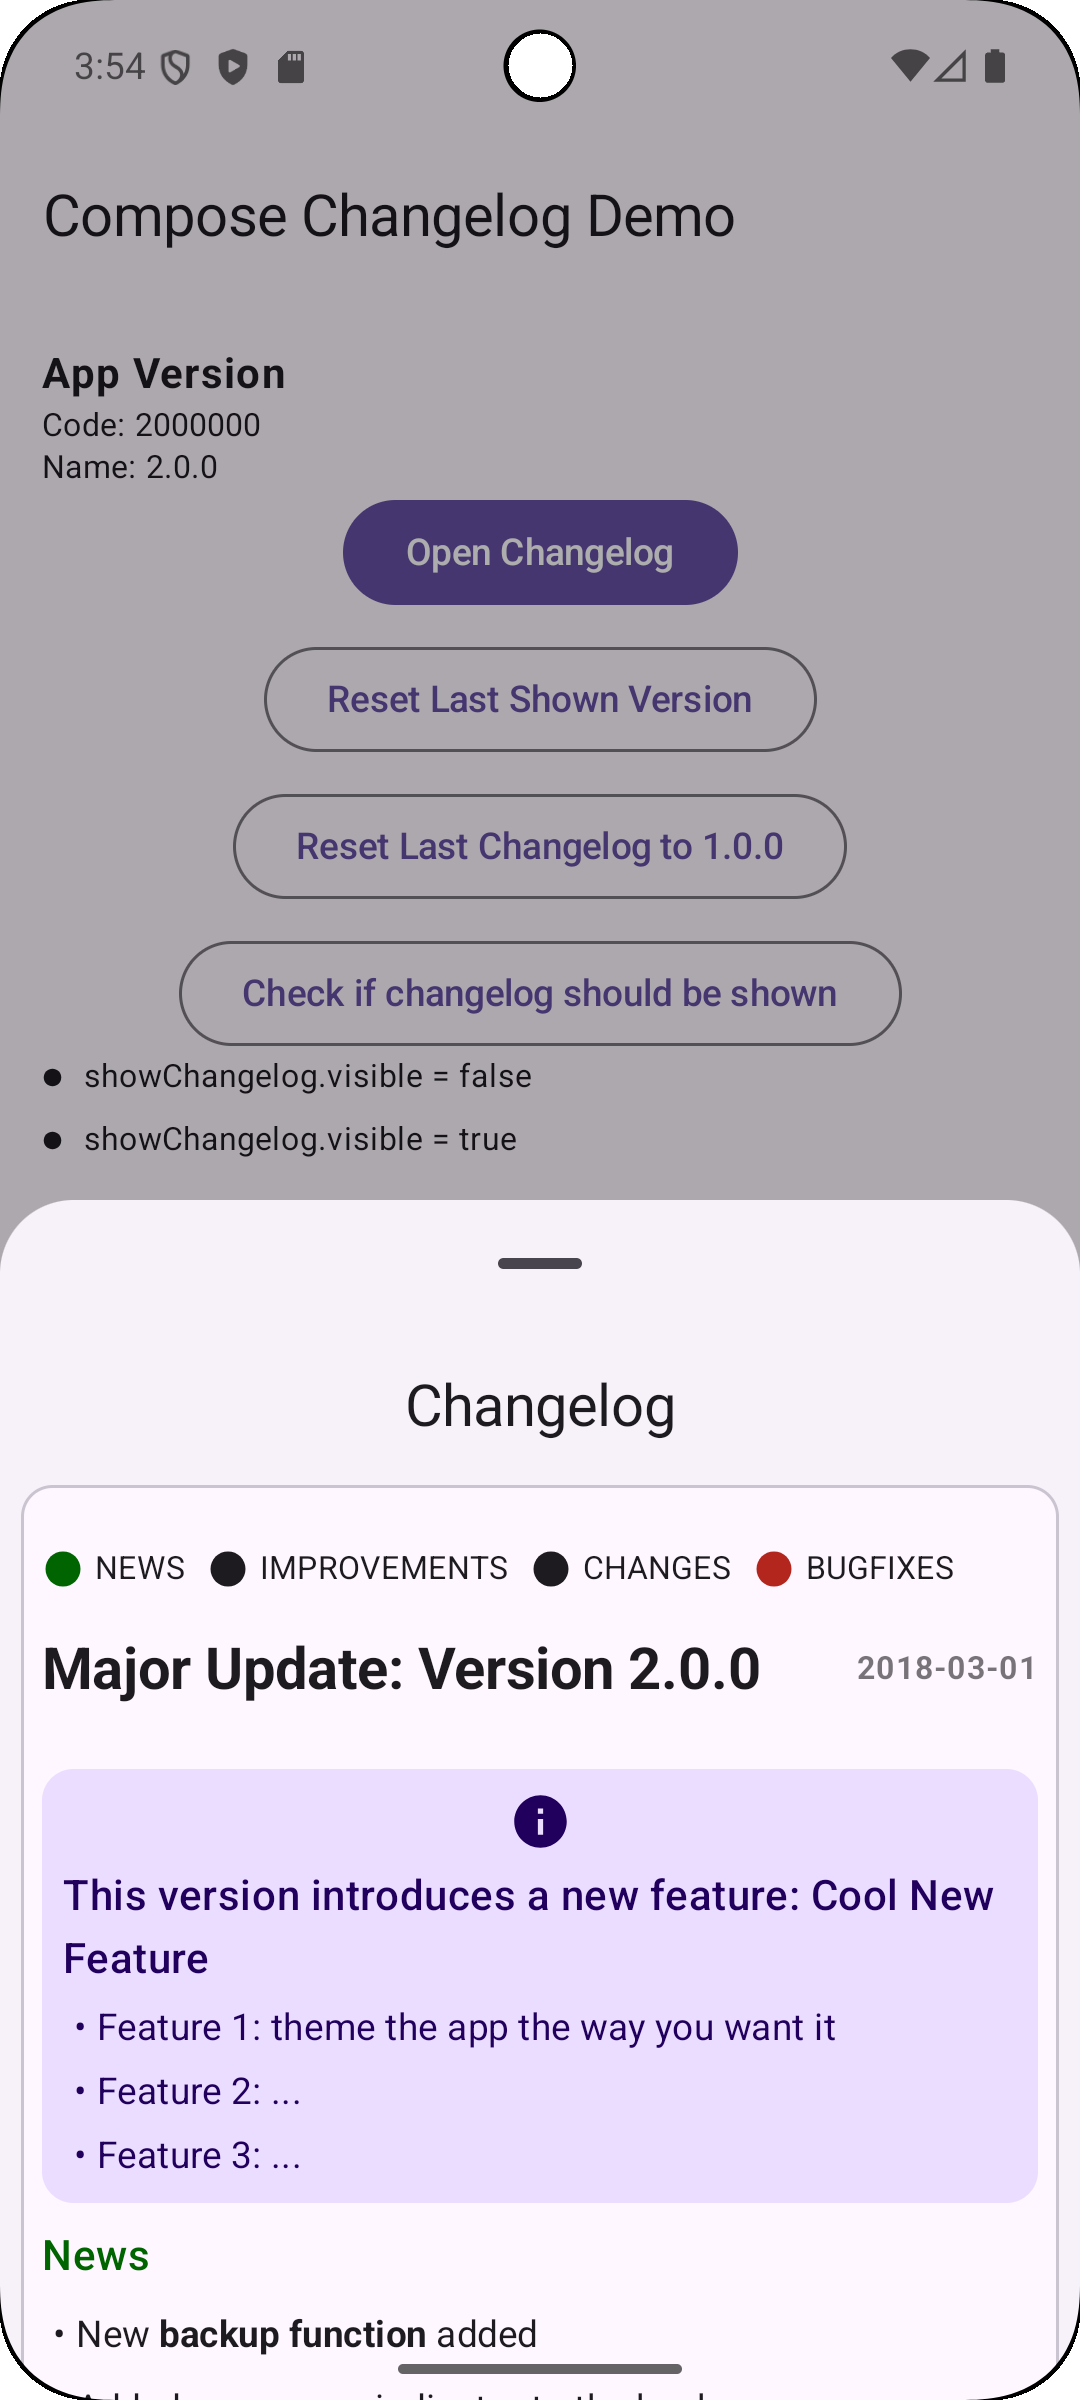 3:54
Compose Changelog Demo
App Version
Code: 2000000
Name: 2.0.0
Open Changelog
Reset Last Shown Version
Reset Last Changelog to 1.0.0
Check if changelog should be shown
● showChangelog.visible = false
● showChangelog.visible = true
Changelog
NEWS IMPROVEMENTS CHANGES BUGFIXES
Major Update: Version 2.0.0 2018-03-01
This version introduces a new feature: Cool New
Feature
• Feature 1: theme the app the way you want it
• Feature 2: ...
• Feature 3: ...
News
• New backup function added